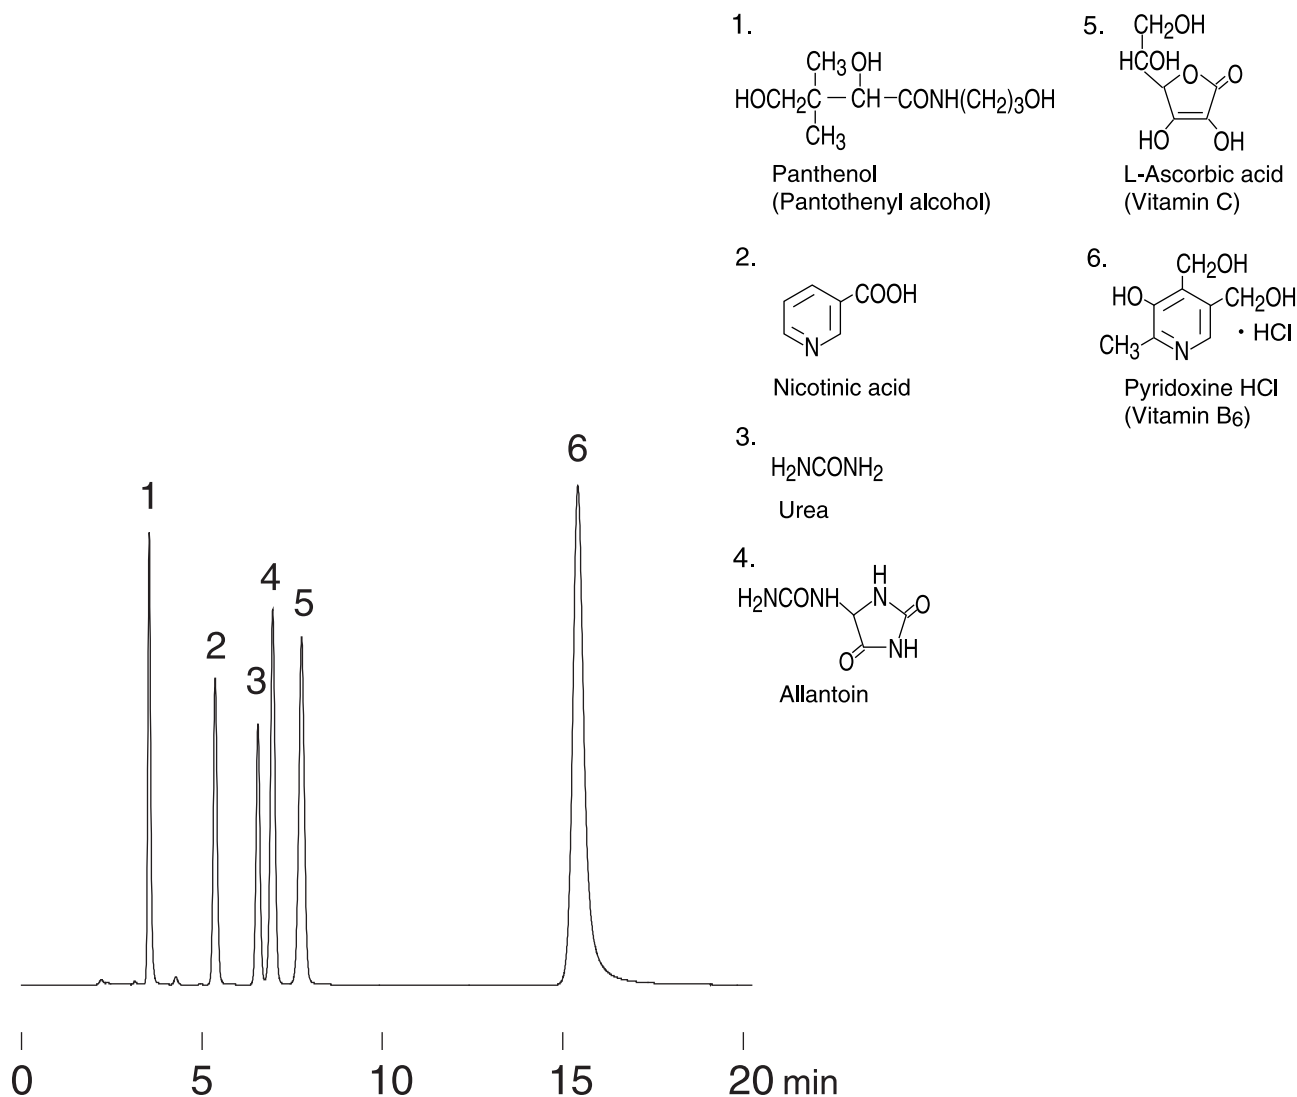 1.
CH3 OH
HOCH2C—CH—CONH(CH2)3OH
CH3
Panthenol
(Pantothenyl alcohol)
2.
COOH
N
Nicotinic acid
3.
H2NCONH2
Urea
4.
H
H2NCONH N O
O NH
Allantoin
5.
CH2OH
HCOH O O
HO OH
L-Ascorbic acid
(Vitamin C)
6.
CH2OH
HO CH2OH
• HCl
CH3 N
Pyridoxine HCl
(Vitamin B6)
1
2
3
4
5
6
0 5 10 15 20 min